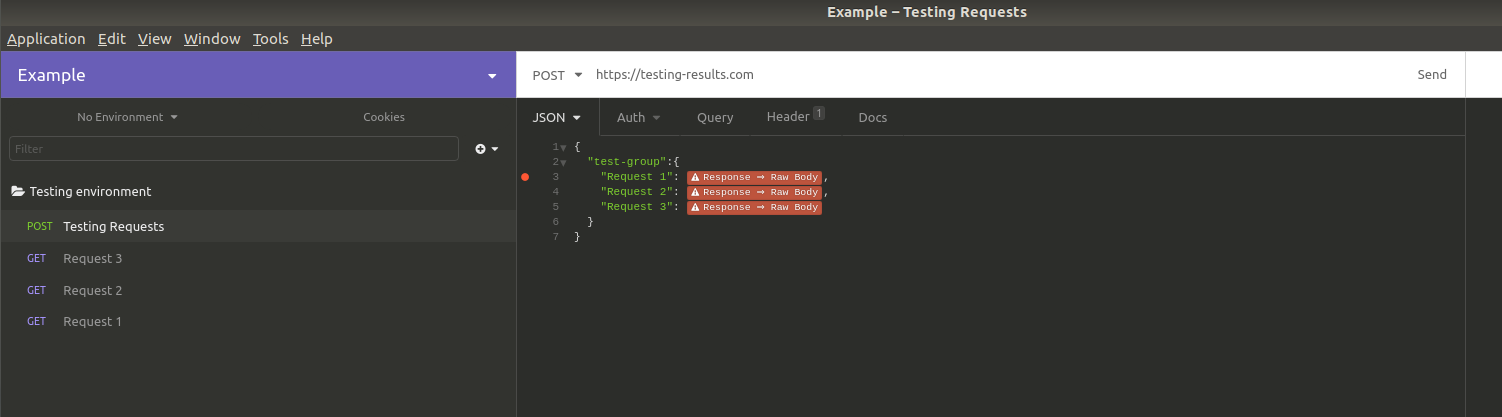 Example – Testing Requests
Application Edit View Window Tools Help
Example
POST https://testing-results.com Send
No Environment Cookies
JSON Auth Query Header 1 Docs
Filter
1 {
2 "test-group":{
3 "Request 1": Response → Raw Body ,
4 "Request 2": Response → Raw Body ,
5 "Request 3": Response → Raw Body
6 }
7 }
Testing environment
POST Testing Requests
GET Request 3
GET Request 2
GET Request 1